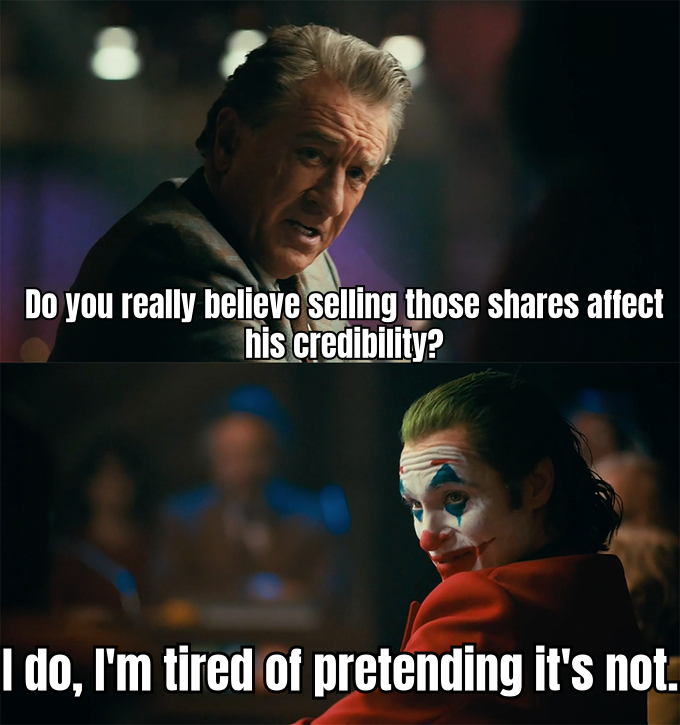 Do you really believe selling those shares affect
his credibility?
I do, I'm tired of pretending it's not.